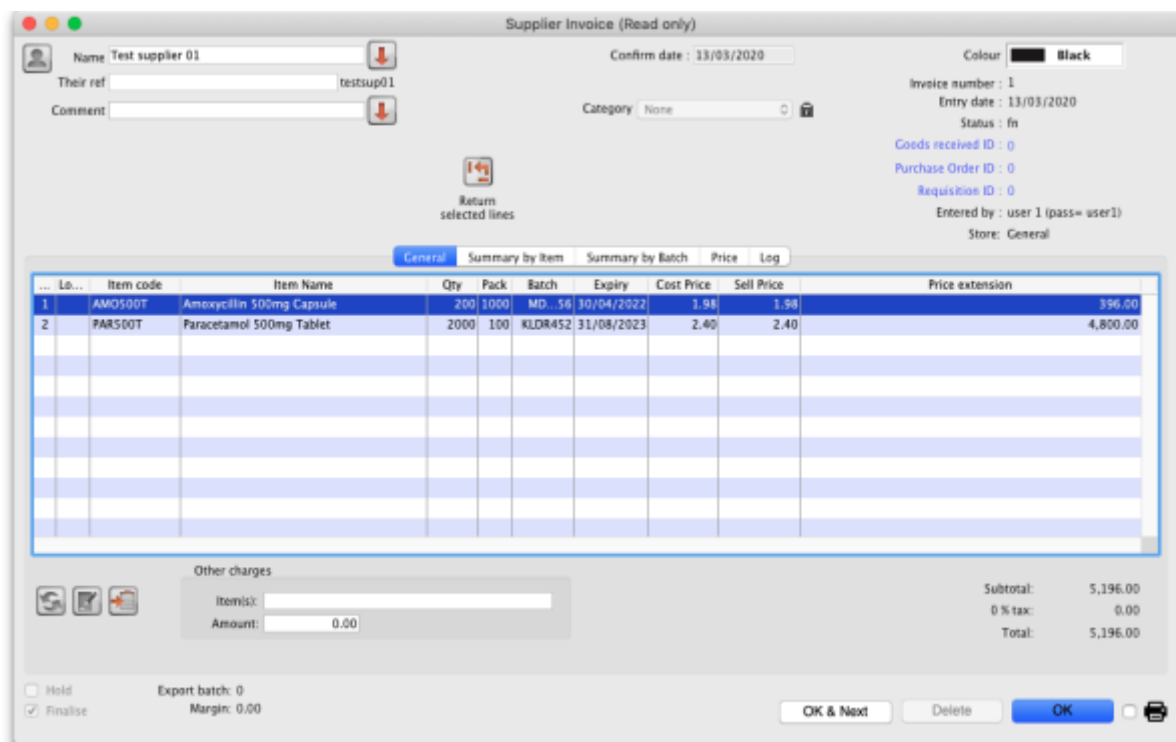 Supplier Invoice (Read only)
Name Test supplier 01
Confirm date : 13/03/2020
Colour Black
Their ref testsup01
Invoice number : 1
Comment
Category None
Entry date : 13/03/2020
Status : fn
Goods received ID : 0
Purchase Order ID : 0
Requisition ID : 0
Return
selected lines
Entered by : user 1 (pass= user1)
Store: General
General Summary by Item Summary by Batch Price Log
... Lo... Item code Item Name Qty Pack Batch Expiry Cost Price Sell Price Price extension
1 AMO500T Amoxycillin 500mg Capsule 200 1000 MD...56 30/04/2022 1.98 1.98 396.00
2 PAR500T Paracetamol 500mg Tablet 2000 100 KLDR452 31/08/2023 2.40 2.40 4,800.00
Other charges
Item(s):
Amount: 0.00
Subtotal: 5,196.00
0 % tax: 0.00
Total: 5,196.00
Hold Export batch: 0
Finalise Margin: 0.00
OK & Next Delete OK